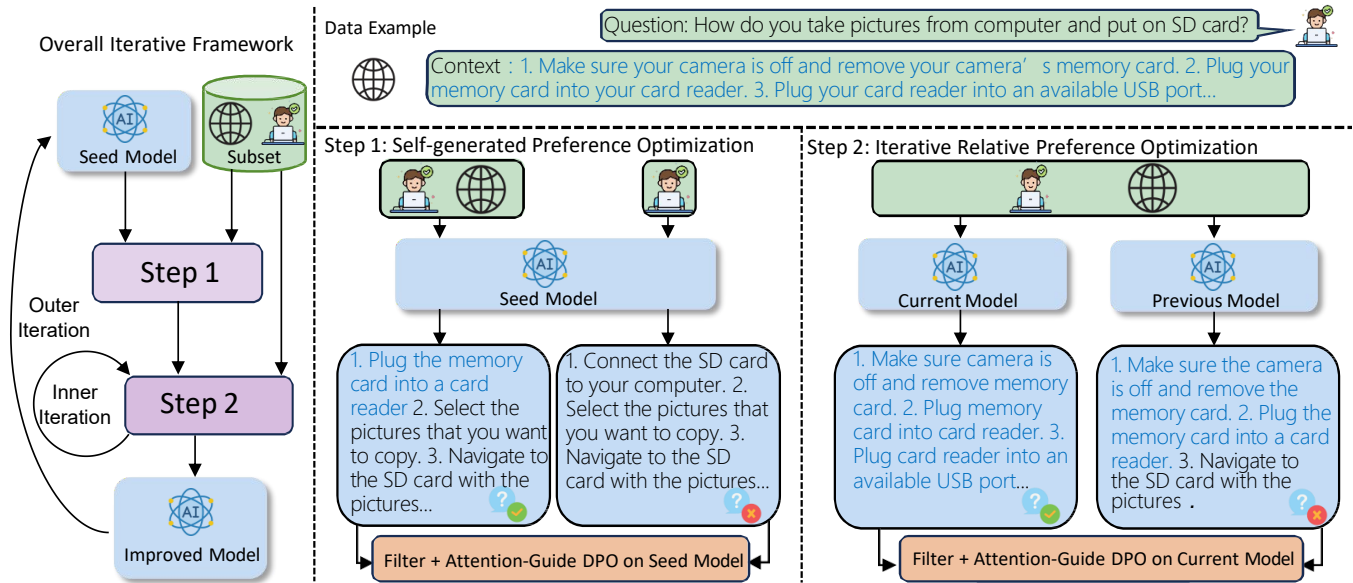 Overall Iterative Framework
AI
Seed Model
Subset
Step 1
Outer
Iteration
Inner
Iteration
Step 2
AI
Improved Model
Data Example
Question: How do you take pictures from computer and put on SD card?
Context : 1. Make sure your camera is off and remove your camera's memory card. 2. Plug your
memory card into your card reader. 3. Plug your card reader into an available USB port...
Step 1: Self-generated Preference Optimization
AI
Seed Model
1. Plug the memory
card into a card
reader 2. Select the
pictures that you want
to copy. 3. Navigate to
the SD card with the
pictures...
?
1. Connect the SD card
to your computer. 2.
Select the pictures that
you want to copy. 3.
Navigate to the SD
card with the pictures...
?
Filter + Attention-Guide DPO on Seed Model
Step 2: Iterative Relative Preference Optimization
AI
Current Model
AI
Previous Model
1. Make sure camera is
off and remove memory
card. 2. Plug memory
card into card reader. 3.
Plug card reader into an
available USB port...
?
1. Make sure the camera
is off and remove the
memory card. 2. Plug the
memory card into a card
reader. 3. Navigate to
the SD card with the
pictures .
?
Filter + Attention-Guide DPO on Current Model